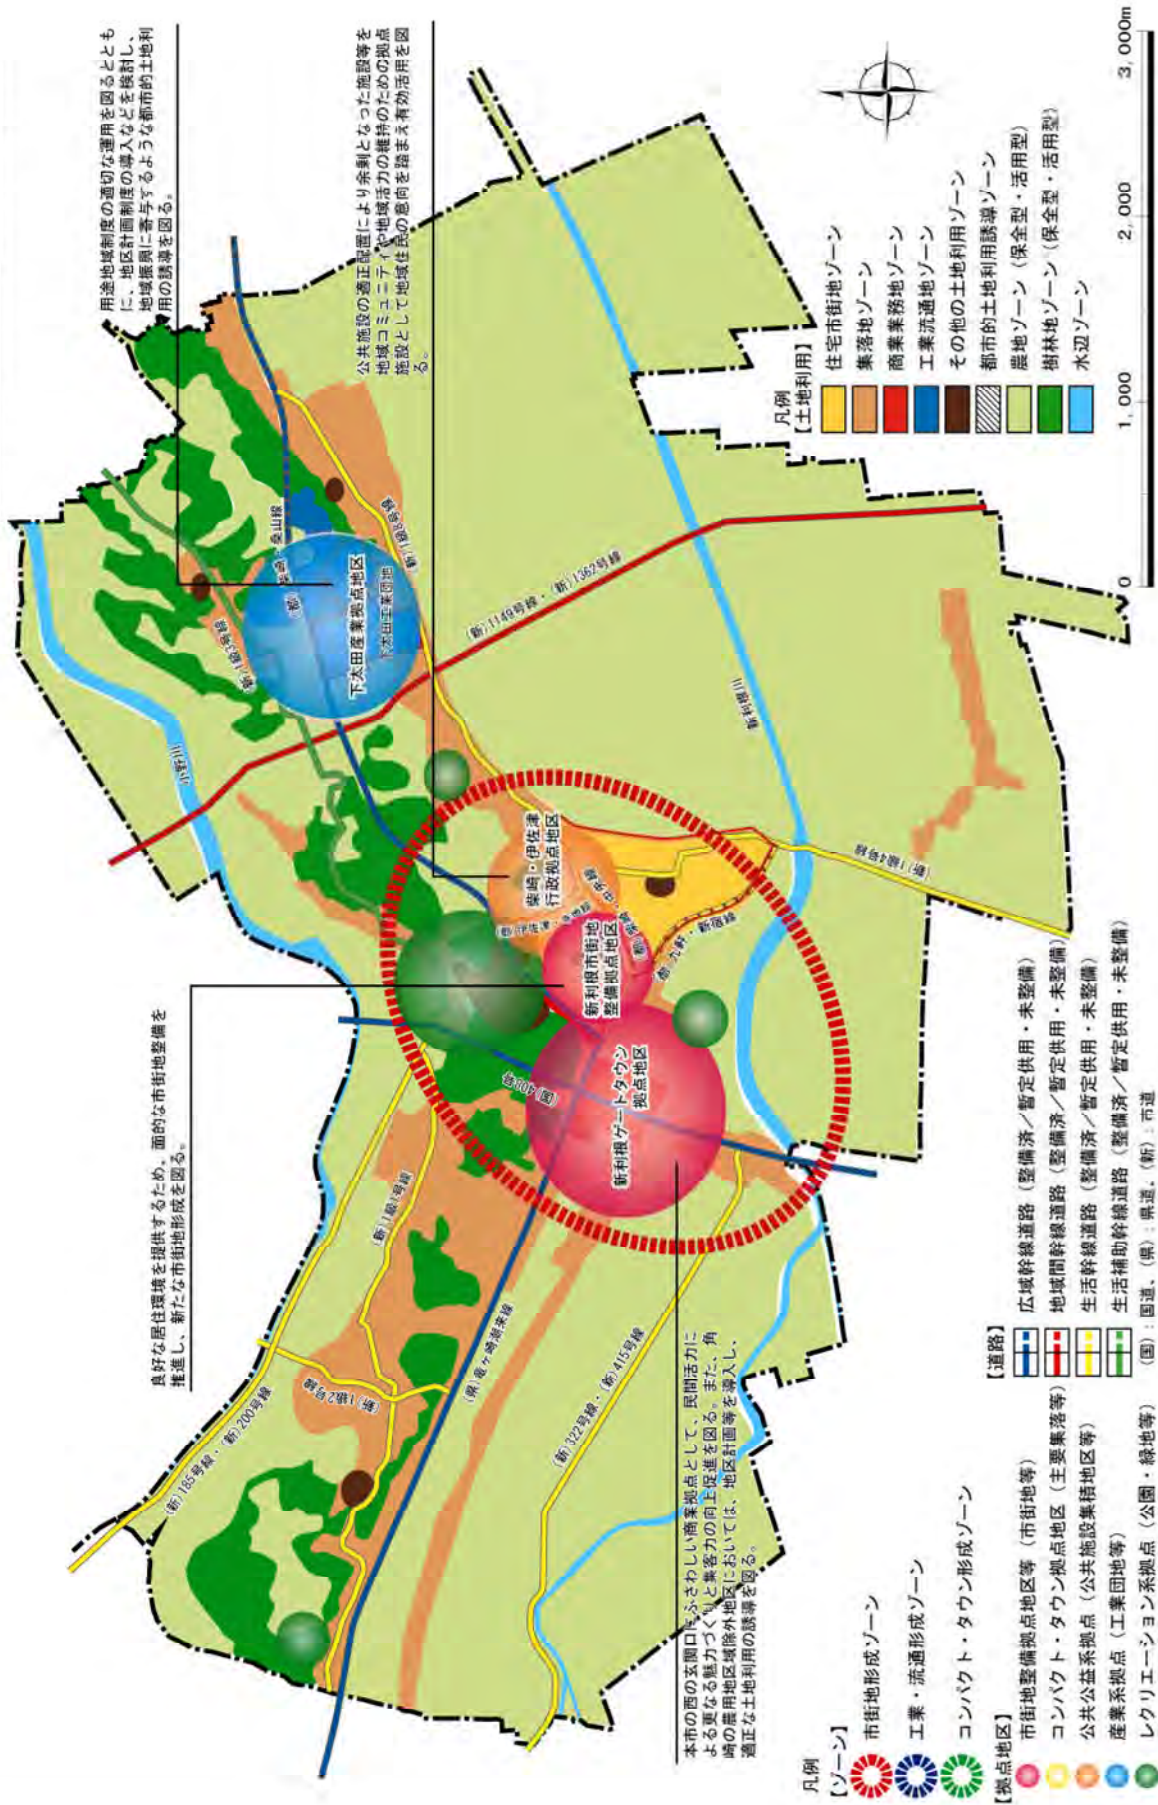 用途地域制度の適切な運用を図るととも
に、地区計画制度の導入などを検討し、
地域振興に寄与するような都市的土地利
用の誘導を図る。
公共施設の適正配置により余剰となった施設等を
地域コミュニティや地域活力の維持のための拠点
施設として地域住民の意向を踏まえ有効活用を図
る。
良好な居住環境を提供するため、面的な市街地整備を
推進し、新たな市街地形成を図る。
本市の西の玄関口にふさわしい商業拠点として、民間活力に
よる更なる魅力づくりと集客力の向上促進を図る。また、角
崎の農用地区域除外地区においては、地区計画等を導入し、
適正な土地利用の誘導を図る。
小野川
(新)1級3号線
柴崎・桑山線
下太田産業拠点地区
下太田工業団地
(新)1級8号線
(新)1149号線・(新)1362号線
新利根川
柴崎・伊佐津
行政拠点地区
新利根市街地
整備拠点地区
(都)九軒・新宿線
(新)1級4号線
新利根ゲートタウン
拠点地区
(国)408号
(新)185号線・(新)200号線
(新)1級1号線
(新)1級2号線
(県)竜ヶ崎潮来線
(新)322号線・(新)415号線
凡例
【土地利用】
住宅市街地ゾーン
集落地ゾーン
商業業務地ゾーン
工業流通地ゾーン
その他の土地利用ゾーン
都市的土地利用誘導ゾーン
農地ゾーン(保全型・活用型)
樹林地ゾーン(保全型・活用型)
水辺ゾーン
0 1,000 2,000 3,000m
凡例
【ゾーン】
市街地形成ゾーン
工業・流通形成ゾーン
コンパクト・タウン形成ゾーン
【拠点地区】
市街地整備拠点地区等(市街地等)
コンパクト・タウン拠点地区(主要集落等)
公共公益系拠点(公共施設集積地区等)
産業系拠点(工業団地等)
レクリエーション系拠点(公園・緑地等)
【道路】
広域幹線道路(整備済/暫定供用・未整備)
地域間幹線道路(整備済/暫定供用・未整備)
生活幹線道路(整備済/暫定供用・未整備)
生活補助幹線道路(整備済/暫定供用・未整備)
(国):国道、(県):県道、(新):市道